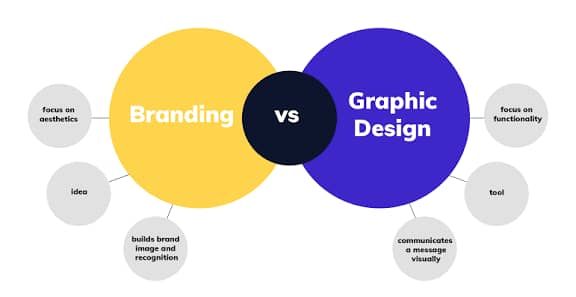 Branding
vs
Graphic
Design
focus on
aesthetics
idea
builds brand
image and
recognition
focus on
functionality
tool
communicates
a message
visually